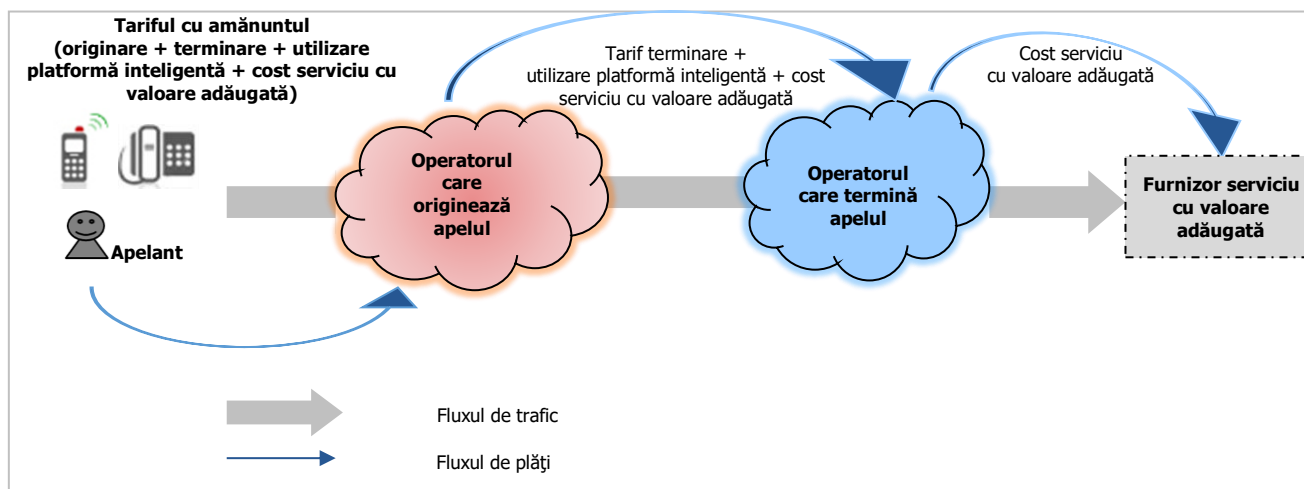 Tariful cu amănuntul
(originare + terminare + utilizare
platformă inteligentă + cost serviciu cu
valoare adăugată)
Tarif terminare +
utilizare platformă inteligentă + cost
serviciu cu valoare adăugată
Cost serviciu
cu valoare adăugată
Operatorul
care
originează
apelul
Operatorul
care termină
apelul
Furnizor serviciu
cu valoare
adăugată
Apelant
Fluxul de trafic
Fluxul de plăţi